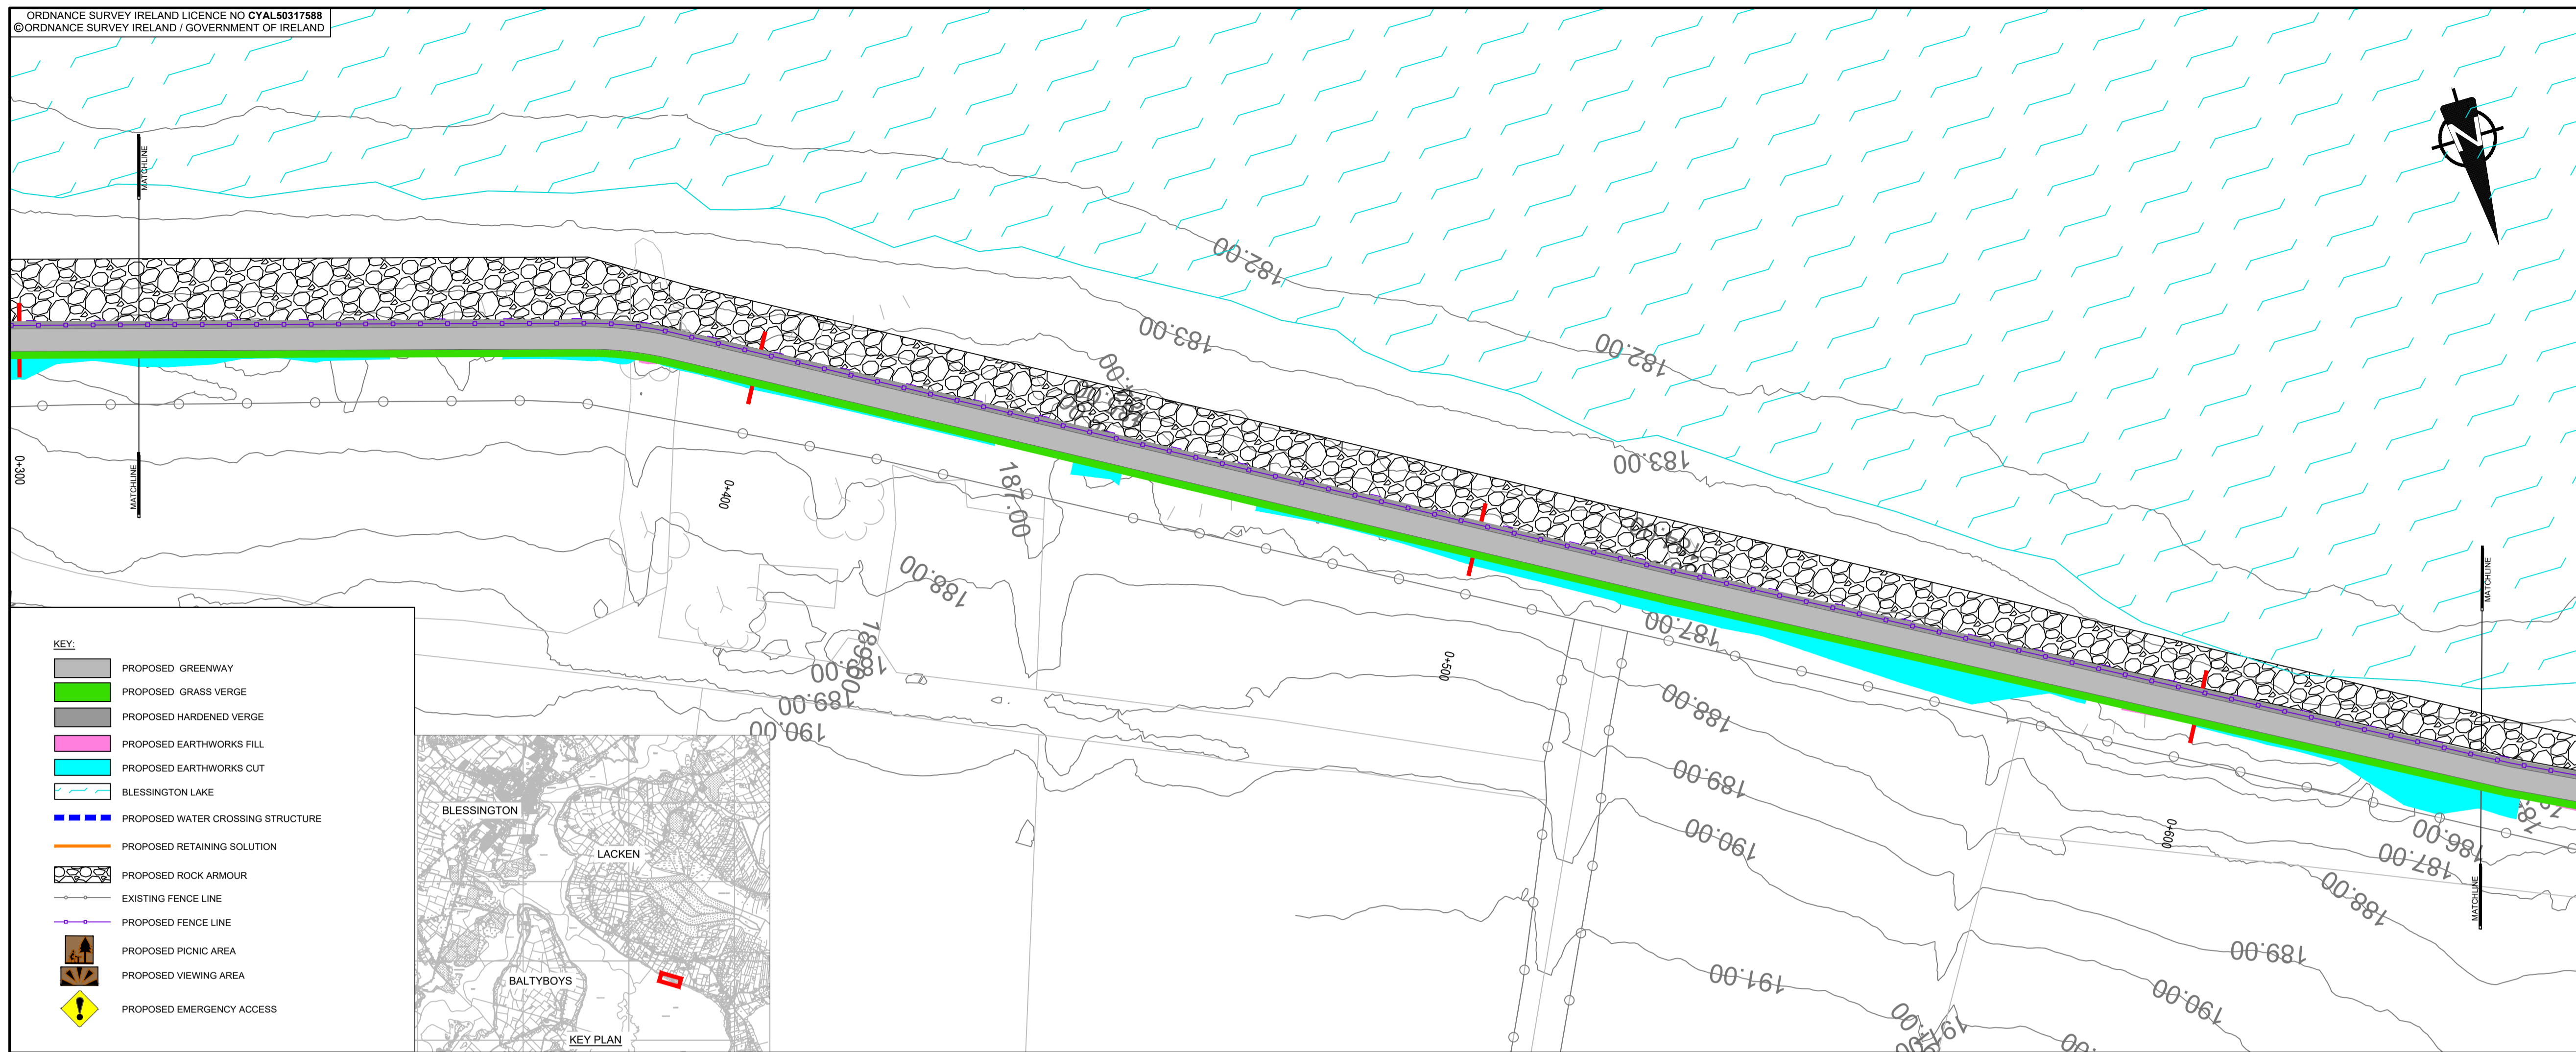 ORDNANCE SURVEY IRELAND LICENCE NO CYAL50317588
©ORDNANCE SURVEY IRELAND / GOVERNMENT OF IRELAND
MATCHLINE
N
182.00
183.00
182.00
183.00
0+300
MATCHLINE
0+400
187.00
188.00
189.00
189.00
190.00
0+500
187.00
188.00
189.00
190.00
191.00
MATCHLINE
0+600
186.00
187.00
188.00
189.00
190.00
191.00
MATCHLINE
KEY:
PROPOSED GREENWAY
PROPOSED GRASS VERGE
PROPOSED HARDENED VERGE
PROPOSED EARTHWORKS FILL
PROPOSED EARTHWORKS CUT
BLESSINGTON LAKE
PROPOSED WATER CROSSING STRUCTURE
PROPOSED RETAINING SOLUTION
PROPOSED ROCK ARMOUR
EXISTING FENCE LINE
PROPOSED FENCE LINE
PROPOSED PICNIC AREA
PROPOSED VIEWING AREA
PROPOSED EMERGENCY ACCESS
BLESSINGTON
LACKEN
BALTYBOYS
KEY PLAN